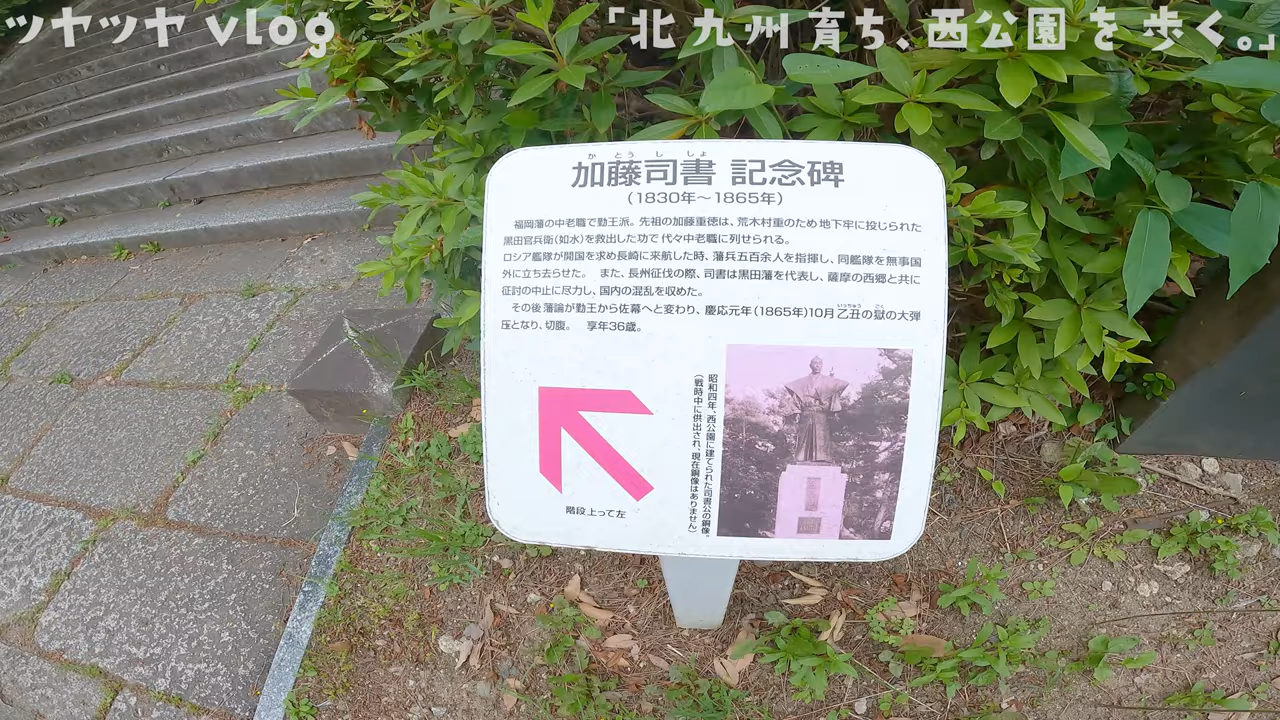 ツヤツヤ vlog
「北九州育ち、西公園を歩く。」
かとう ししょ
加藤司書 記念碑
(1830年～1865年)
福岡藩の中老職で勤王派。先祖の加藤重徳は、荒木村重のため地下牢に投じられた
黒田官兵衛(如水)を救出した功で代々中老職に列せられる。
ロシア艦隊が開国を求め長崎に来航した時、藩兵五百余人を指揮し、同艦隊を無事国
外に立ち去らせた。 また、長州征伐の際、司書は黒田藩を代表し、薩摩の西郷と共に
征討の中止に尽力し、国内の混乱を収めた。
いっちゅう ごく
その後藩論が勤王から佐幕へと変わり、慶応元年(1865年)10月乙丑の獄の大弾
圧となり、切腹。 享年36歳。
昭和四年、西公園に建てられた司書公の銅像。
(戦時中に供出され、現在銅像はありません)
階段上って左